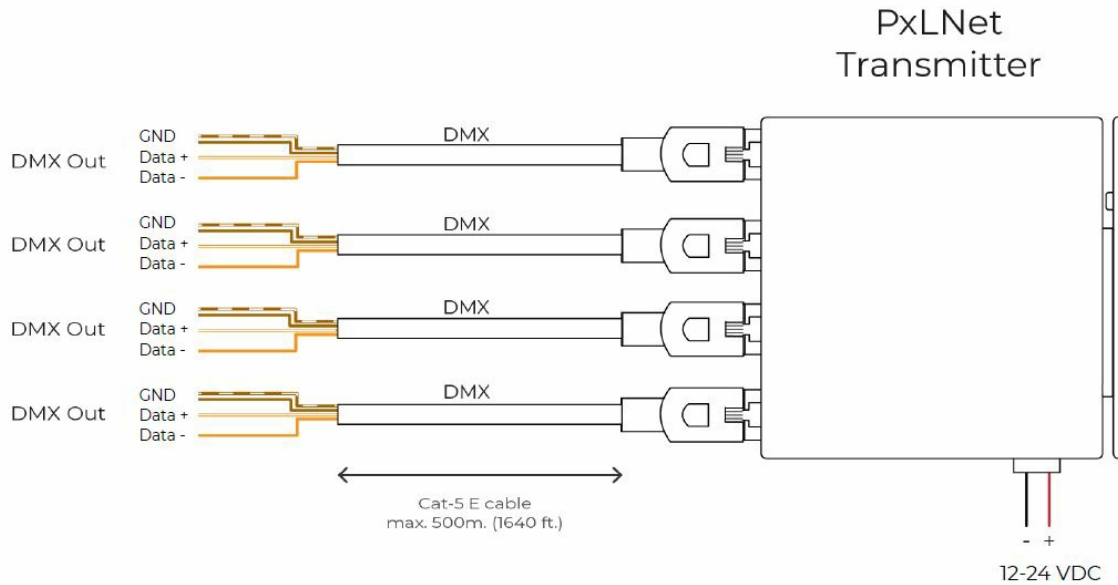 PxLNet
Transmitter
DMX Out
GND
Data +
Data -
DMX
DMX Out
GND
Data +
Data -
DMX
DMX Out
GND
Data +
Data -
DMX
DMX Out
GND
Data +
Data -
DMX
Cat-5 E cable
max. 500m. (1640 ft.)
- +
12-24 VDC